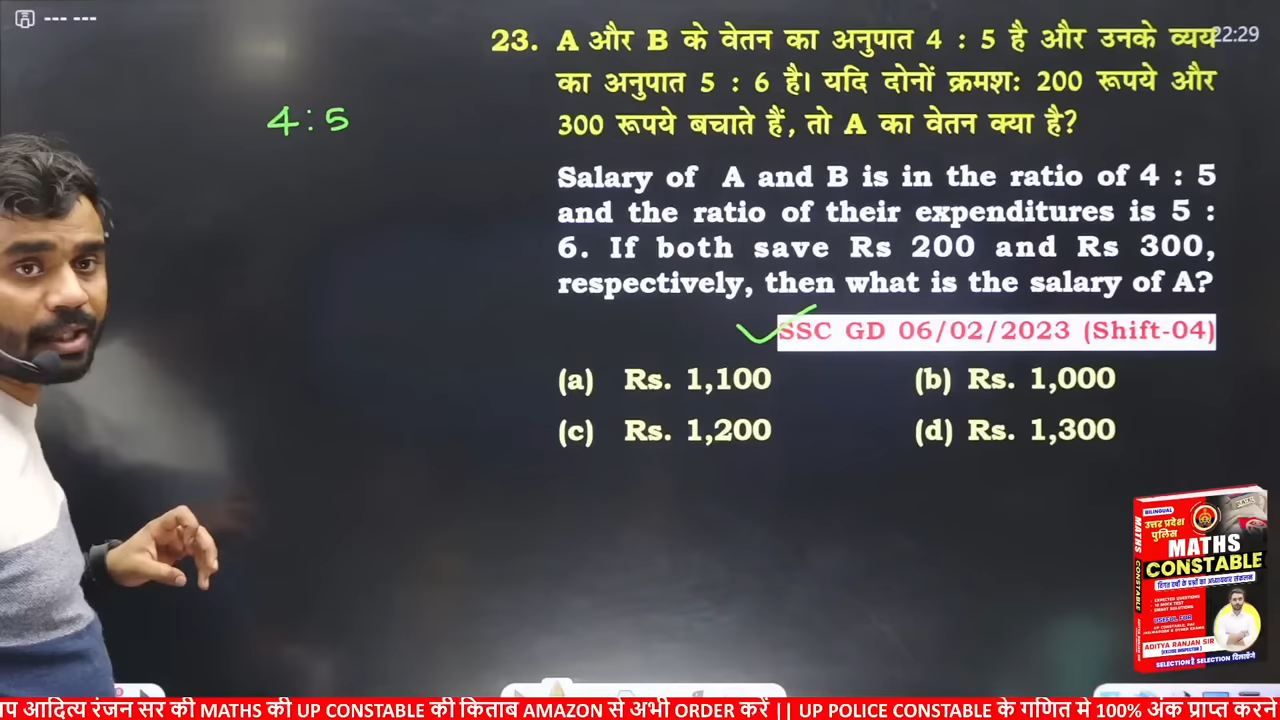 --- ---
22:29
23. A और B के वेतन का अनुपात 4 : 5 है और उनके व्यय
का अनुपात 5 : 6 है। यदि दोनों क्रमशः 200 रूपये और
300 रूपये बचाते हैं, तो A का वेतन क्या है?
4:5
Salary of A and B is in the ratio of 4 : 5
and the ratio of their expenditures is 5 :
6. If both save Rs 200 and Rs 300,
respectively, then what is the salary of A?
SSC GD 06/02/2023 (Shift-04)
(a) Rs. 1,100 (b) Rs. 1,000
(c) Rs. 1,200 (d) Rs. 1,300
BILINGUAL
उत्तर प्रदेश
पुलिस
MATHS
CONSTABLE
MATHS CONSTABLE
USEFUL FOR
ADITYA RANJAN SIR
SELECTION है SELECTION दिलाएंगे
प आदित्य रंजन सर की MATHS की UP CONSTABLE की किताब AMAZON से अभी ORDER करें || UP POLICE CONSTABLE के गणित में 100% अंक प्राप्त करने